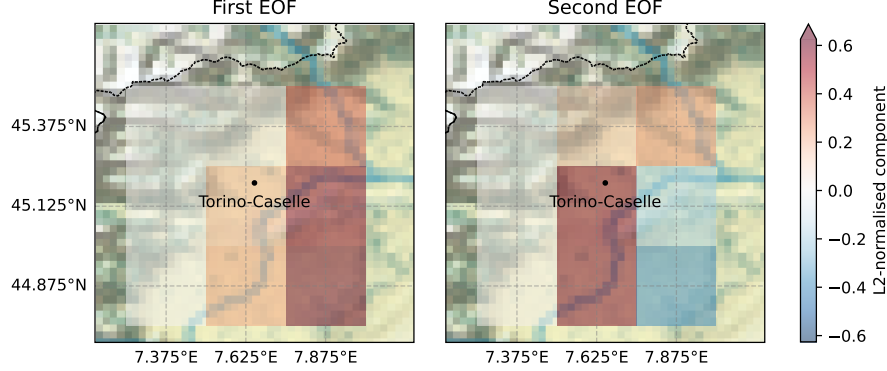 First EOF
Second EOF
45.375°N
45.125°N
44.875°N
Torino-Caselle
Torino-Caselle
7.375°E 7.625°E 7.875°E
7.375°E 7.625°E 7.875°E
0.6
0.4
0.2
0.0
−0.2
−0.4
−0.6
L2-normalised component